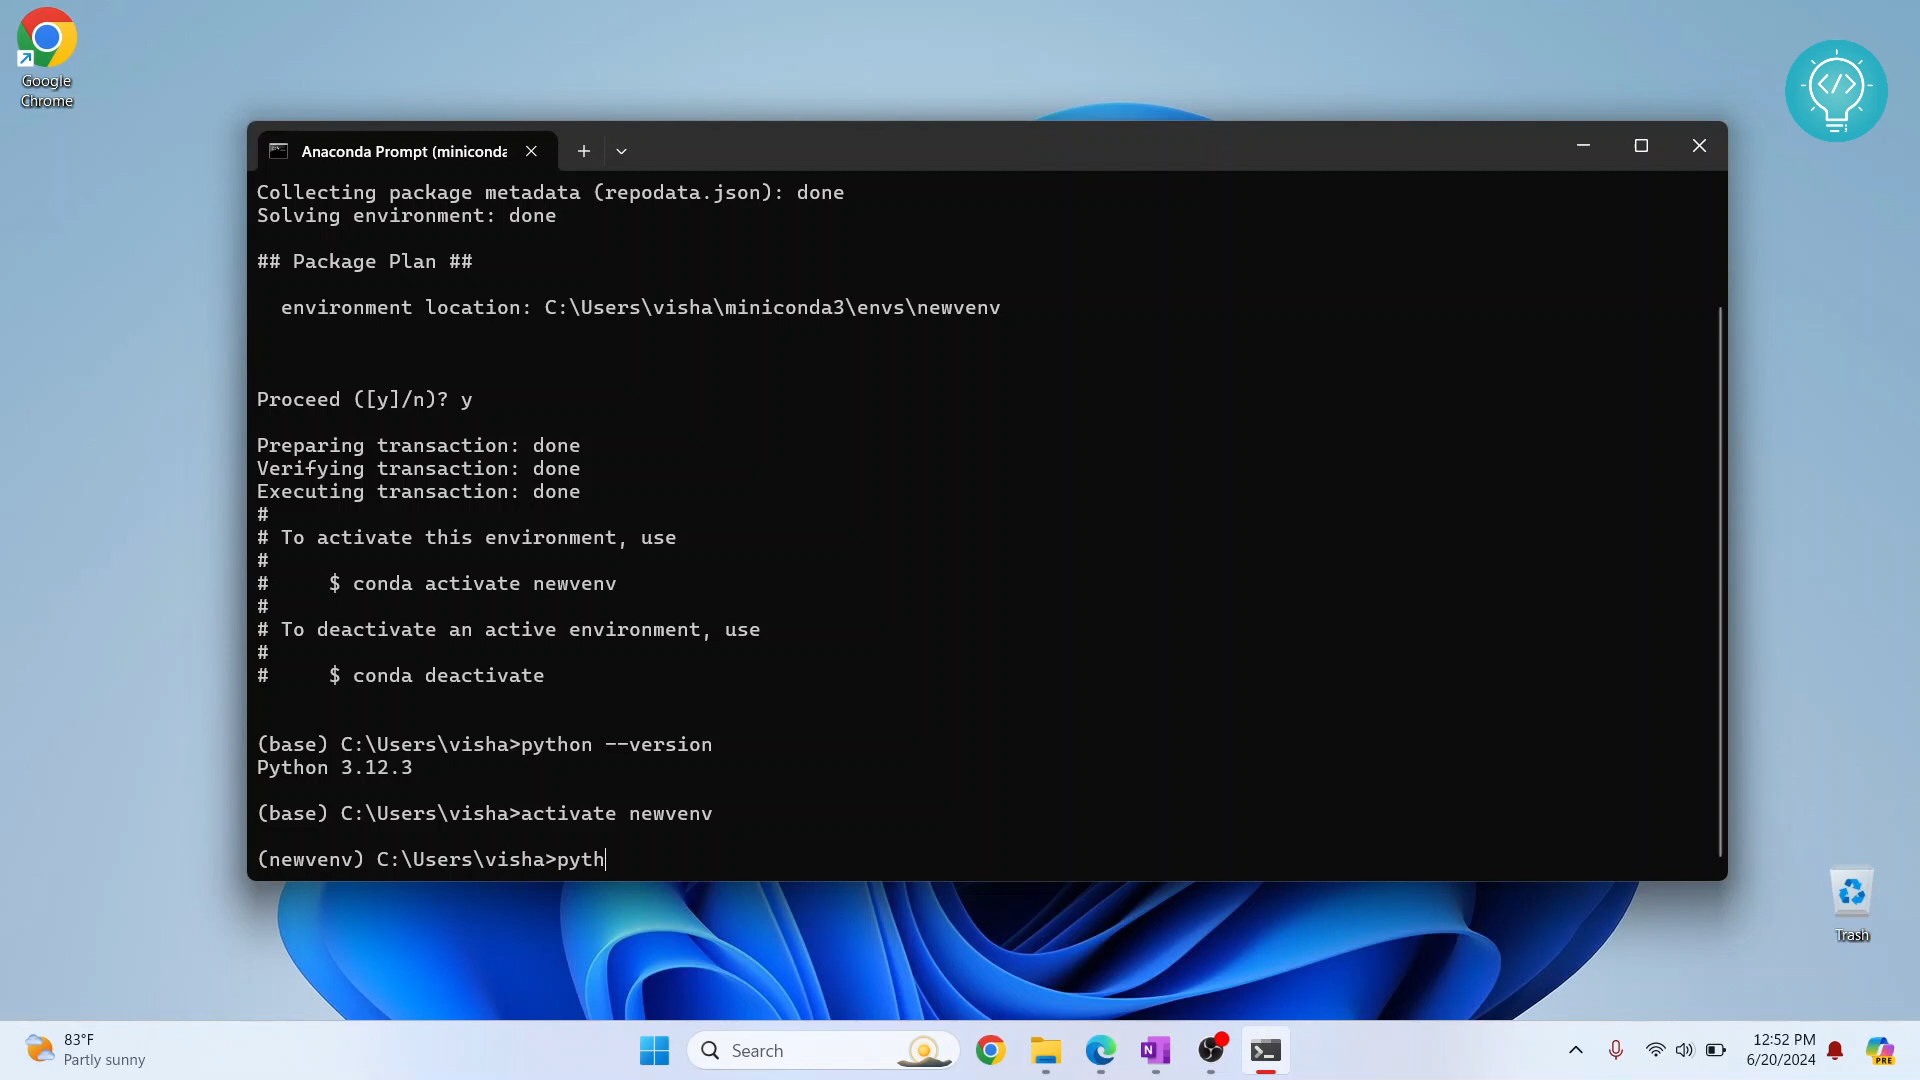 Google
Chrome
Anaconda Prompt (miniconda
Collecting package metadata (repodata.json): done
Solving environment: done
## Package Plan ##
environment location: C:\Users\visha\miniconda3\envs\newvenv
Proceed ([y]/n)? y
Preparing transaction: done
Verifying transaction: done
Executing transaction: done
#
# To activate this environment, use
#
#     $ conda activate newvenv
#
# To deactivate an active environment, use
#
#     $ conda deactivate
(base) C:\Users\visha>python --version
Python 3.12.3
(base) C:\Users\visha>activate newvenv
(newvenv) C:\Users\visha>pyth
Trash
83°F
Partly sunny
Search
N
12:52 PM
6/20/2024
PRE